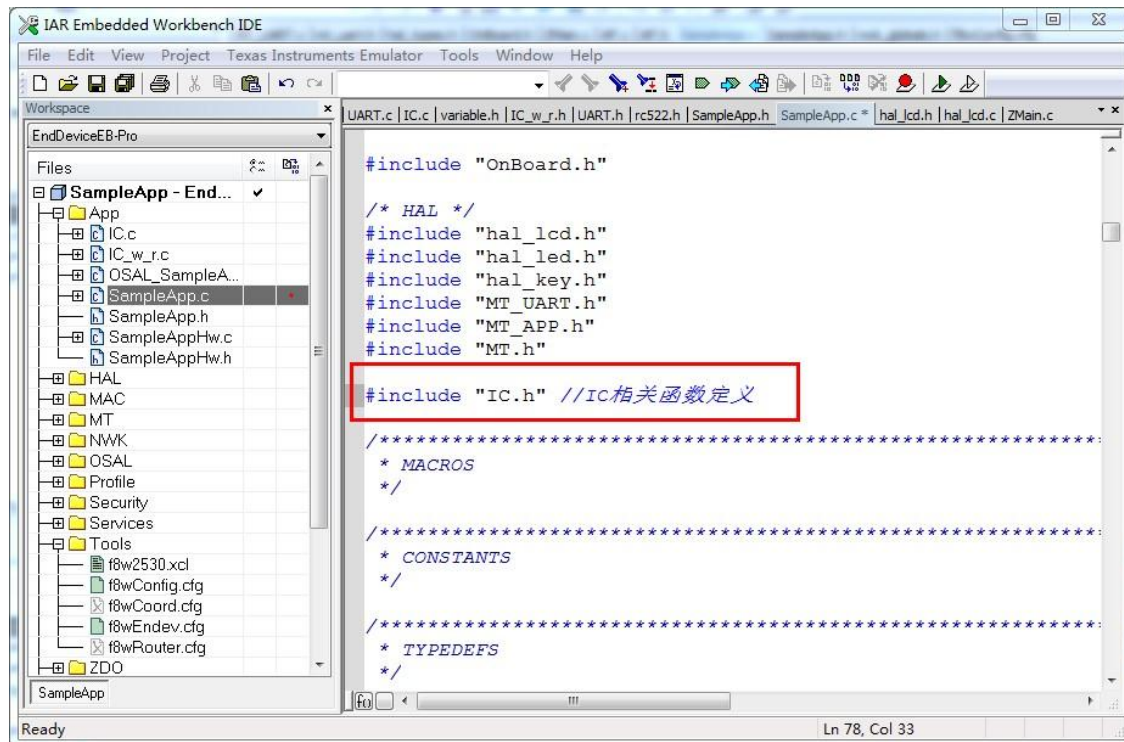 IAR Embedded Workbench IDE
File Edit View Project Texas Instruments Emulator Tools Window Help
Workspace
EndDeviceEB-Pro
Files
SampleApp - End...
App
IC.c
IC_w_r.c
OSAL_SampleA...
SampleApp.c
SampleApp.h
SampleAppHw.c
SampleAppHw.h
HAL
MAC
MT
NWK
OSAL
Profile
Security
Services
Tools
f8w2530.xcl
f8wConfig.cfg
f8wCoord.cfg
f8wEndev.cfg
f8wRouter.cfg
ZDO
SampleApp
UART.c | IC.c | variable.h | IC_w_r.h | UART.h | rc522.h | SampleApp.h SampleApp.c * hal_lcd.h | hal_lcd.c | ZMain.c
#include "OnBoard.h"
/* HAL */
#include "hal_lcd.h"
#include "hal_led.h"
#include "hal_key.h"
#include "MT_UART.h"
#include "MT_APP.h"
#include "MT.h"
#include "IC.h" //IC相关函数定义
/************************************************************
* MACROS
*/
/************************************************************
* CONSTANTS
*/
/************************************************************
* TYPEDEFS
*/
f()
Ready
Ln 78, Col 33